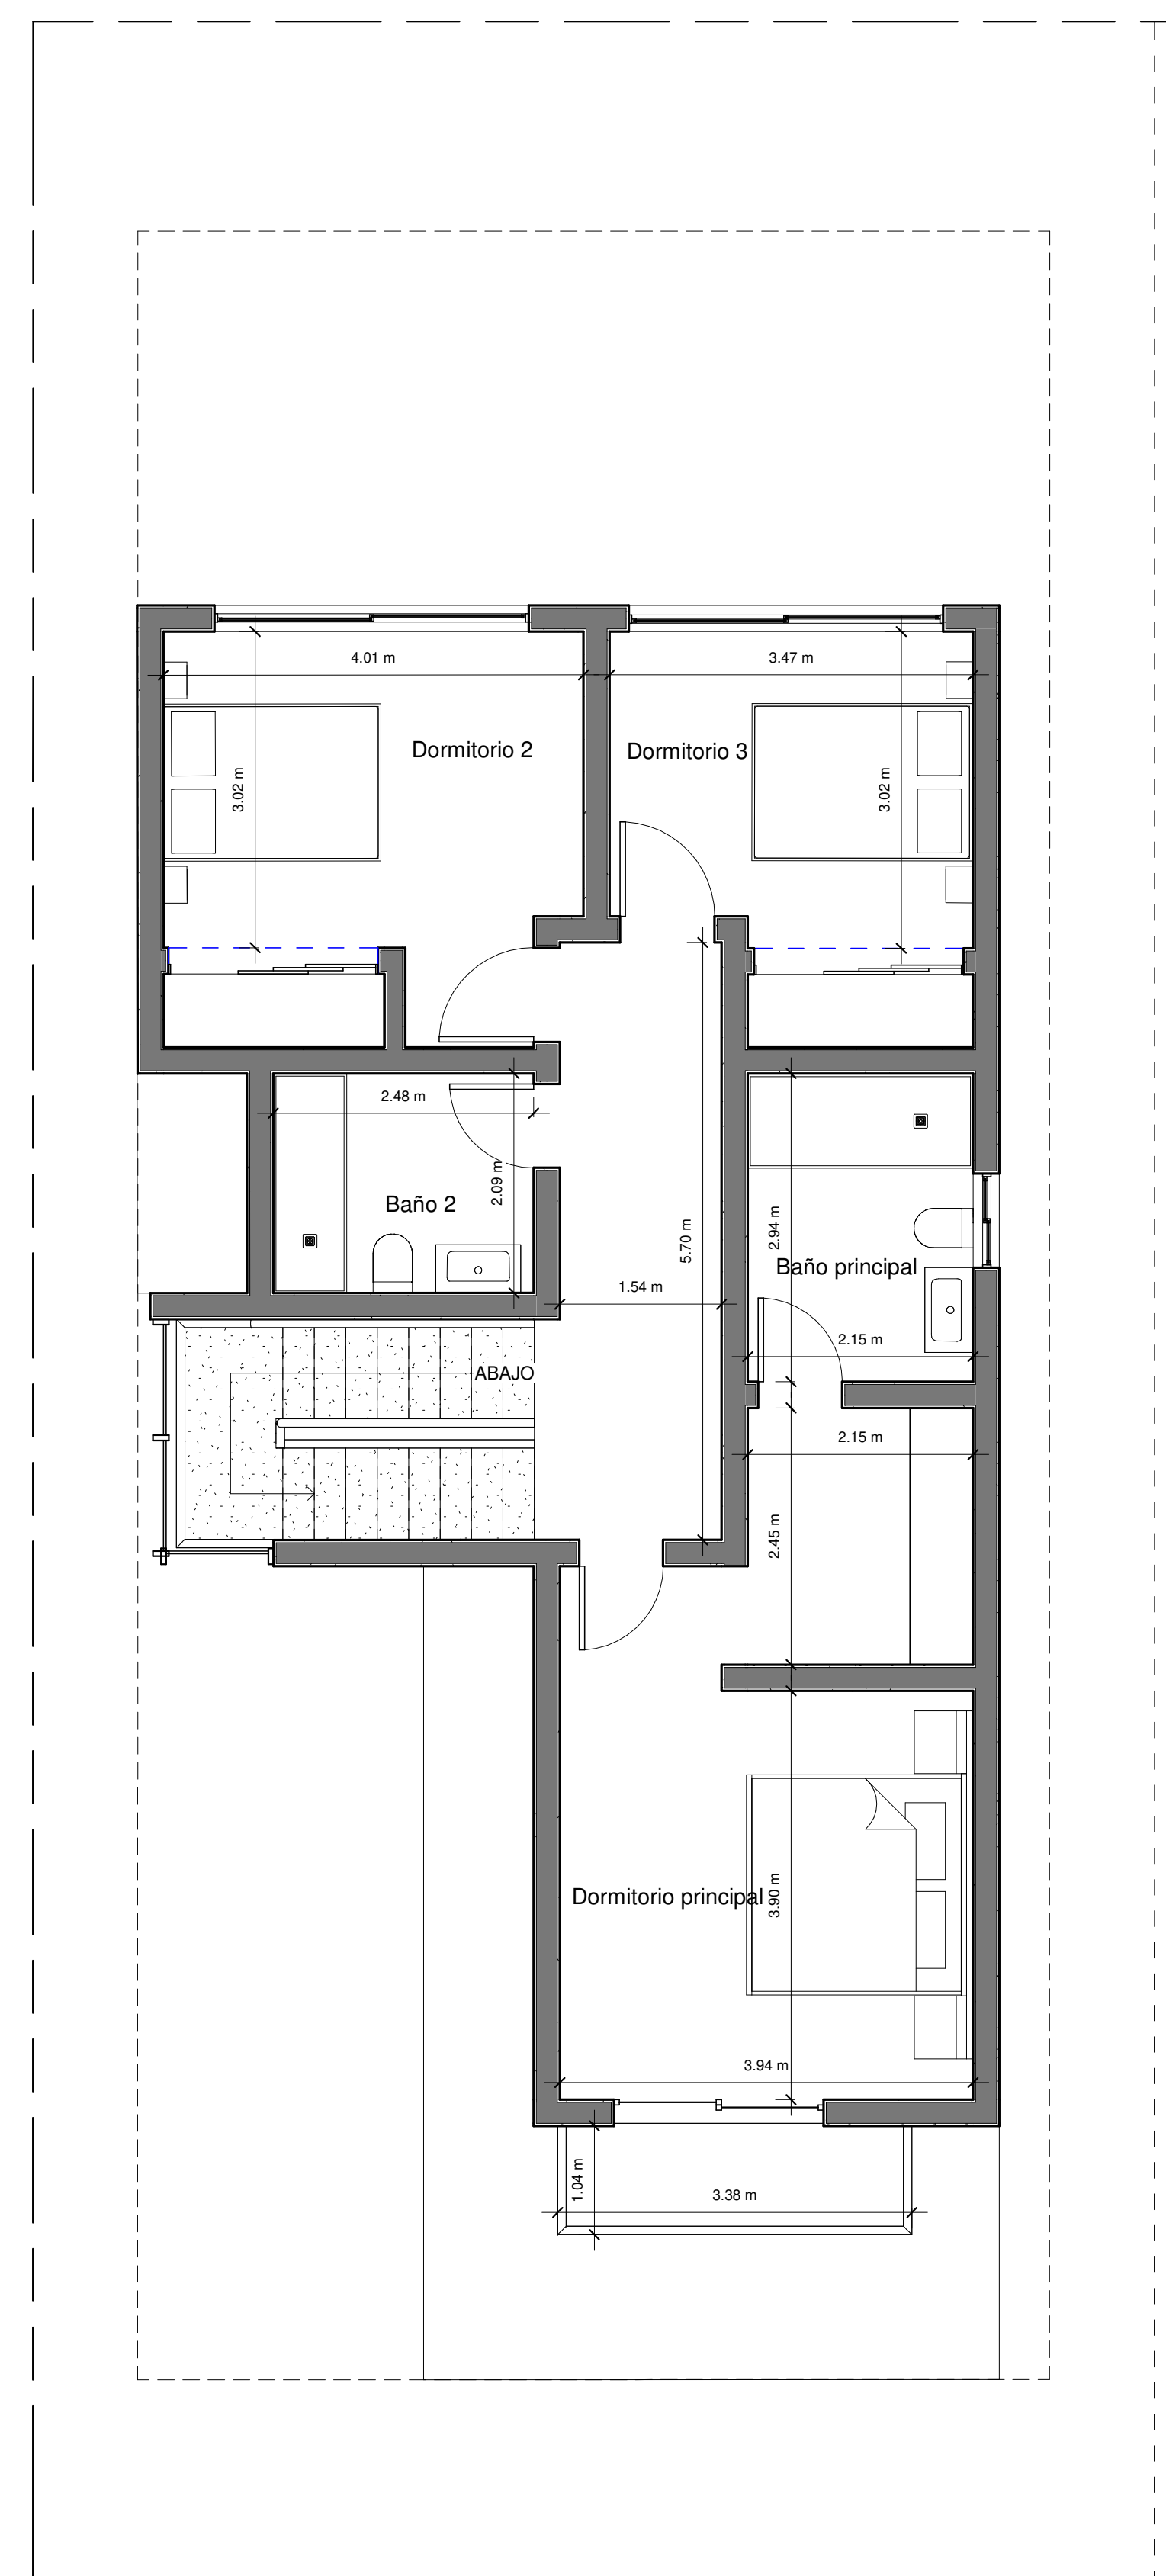 4.01 m
3.47 m
Dormitorio 2
Dormitorio 3
3.02 m
3.02 m
2.48 m
2.09 m
Baño 2
5.70 m
2.94 m
Baño principal
1.54 m
2.15 m
ABAJO
2.15 m
2.45 m
Dormitorio principal
3.90 m
3.94 m
1.04 m
3.38 m